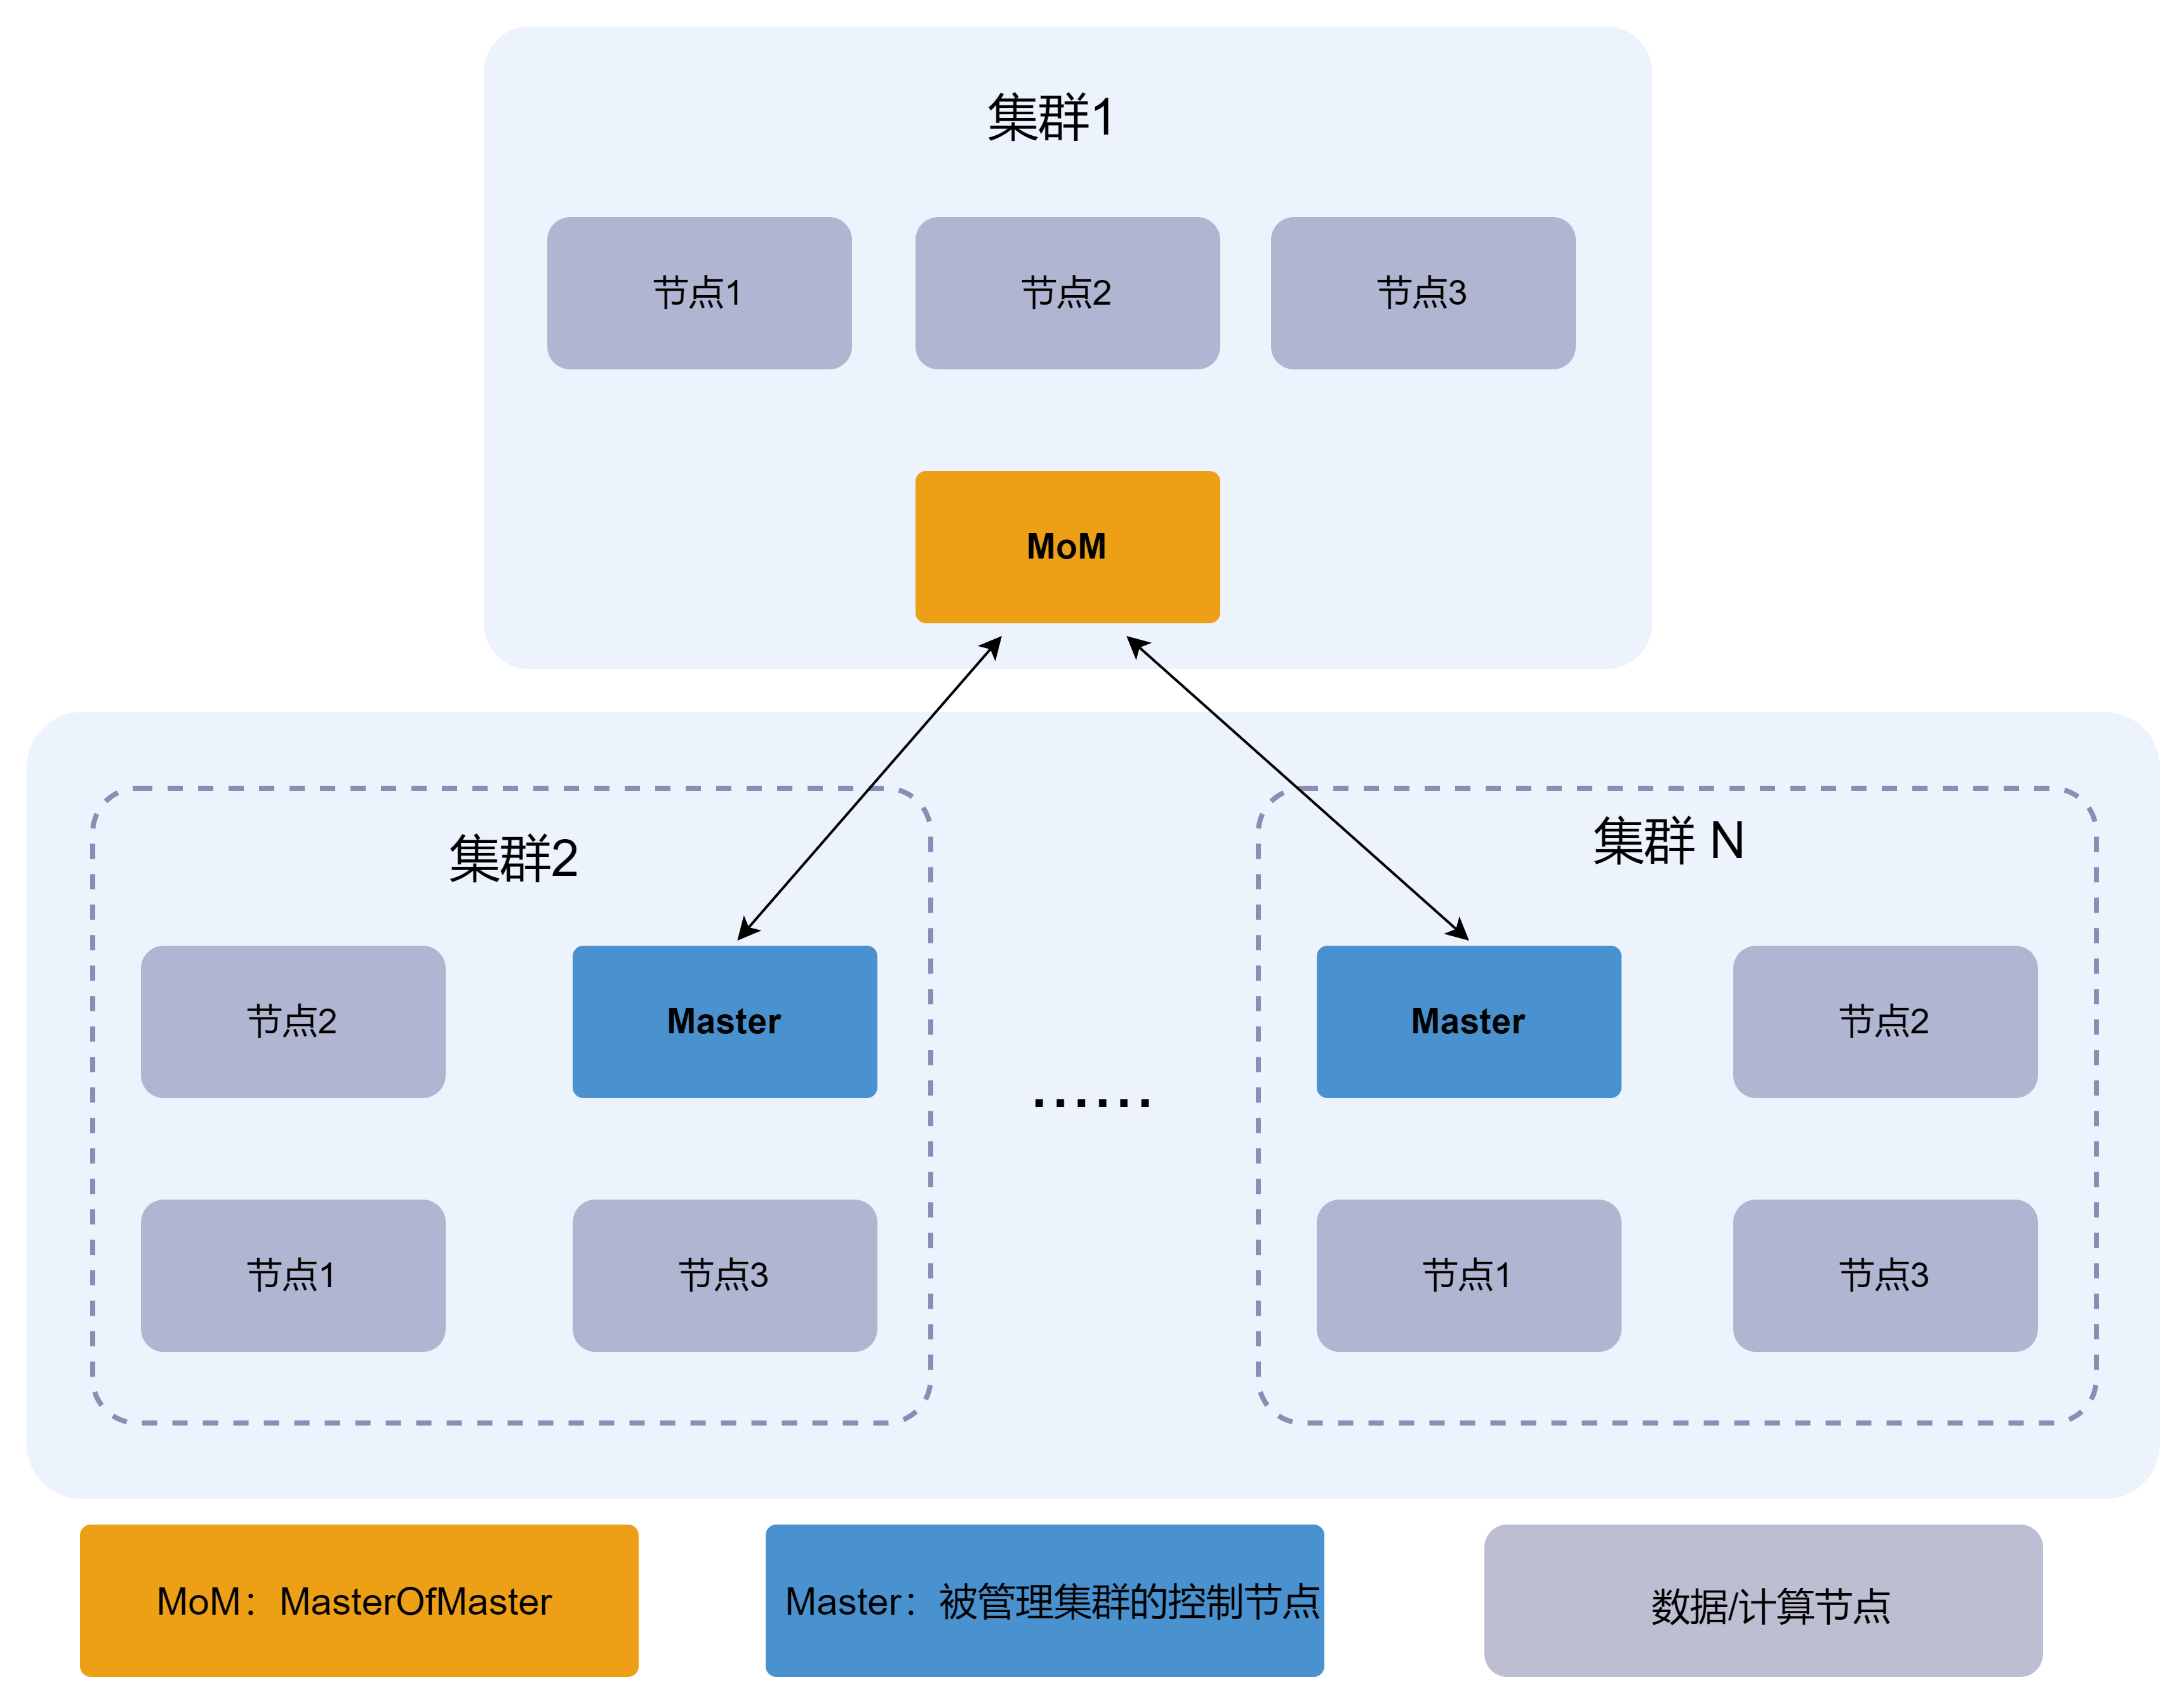 集群1
节点1
节点2
节点3
MoM
集群2
集群 N
节点2
Master
......
Master
节点2
节点1
节点3
节点1
节点3
MoM：MasterOfMaster
Master：被管理集群的控制节点
数据/计算节点